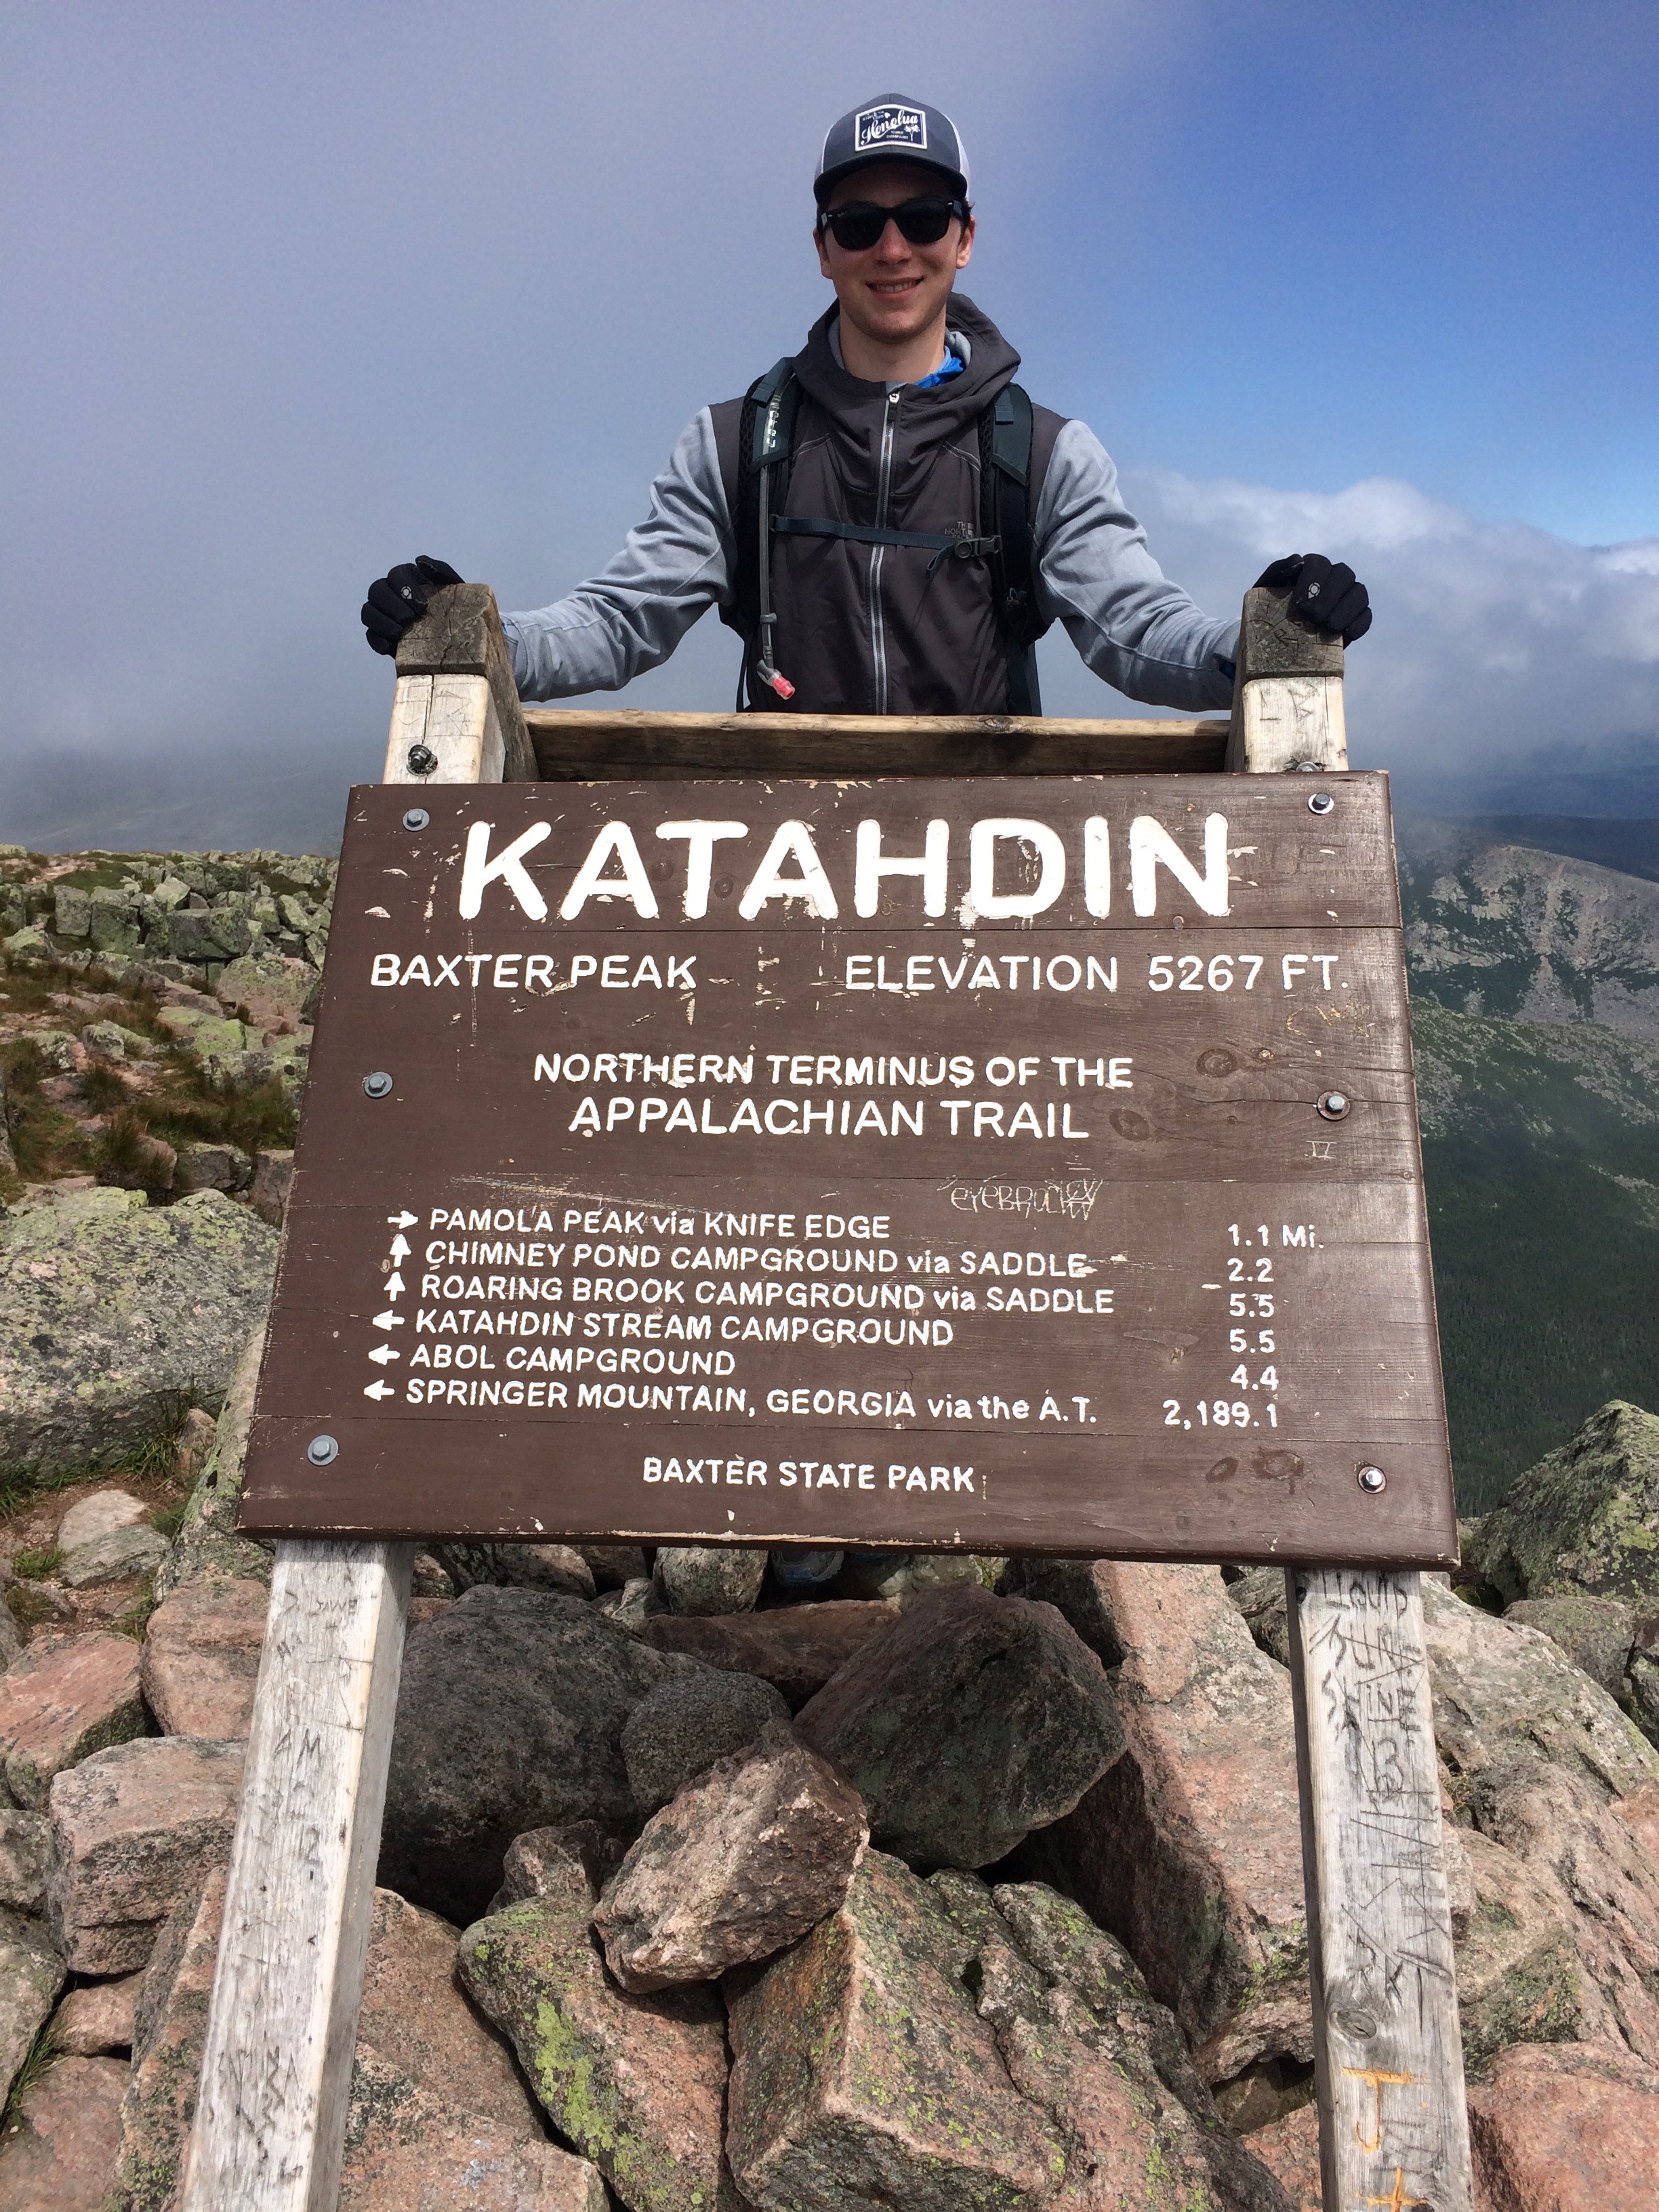 Honolua
THE
KATAHDIN
BAXTER PEAK ELEVATION 5267 FT.
NORTHERN TERMINUS OF THE
APPALACHIAN TRAIL
→ PAMOLA PEAK via KNIFE EDGE 1.1 Mi.
↑ CHIMNEY POND CAMPGROUND via SADDLE 2.2
↑ ROARING BROOK CAMPGROUND via SADDLE 5.5
← KATAHDIN STREAM CAMPGROUND 5.5
← ABOL CAMPGROUND 4.4
← SPRINGER MOUNTAIN, GEORGIA via the A.T. 2,189.1
BAXTER STATE PARK